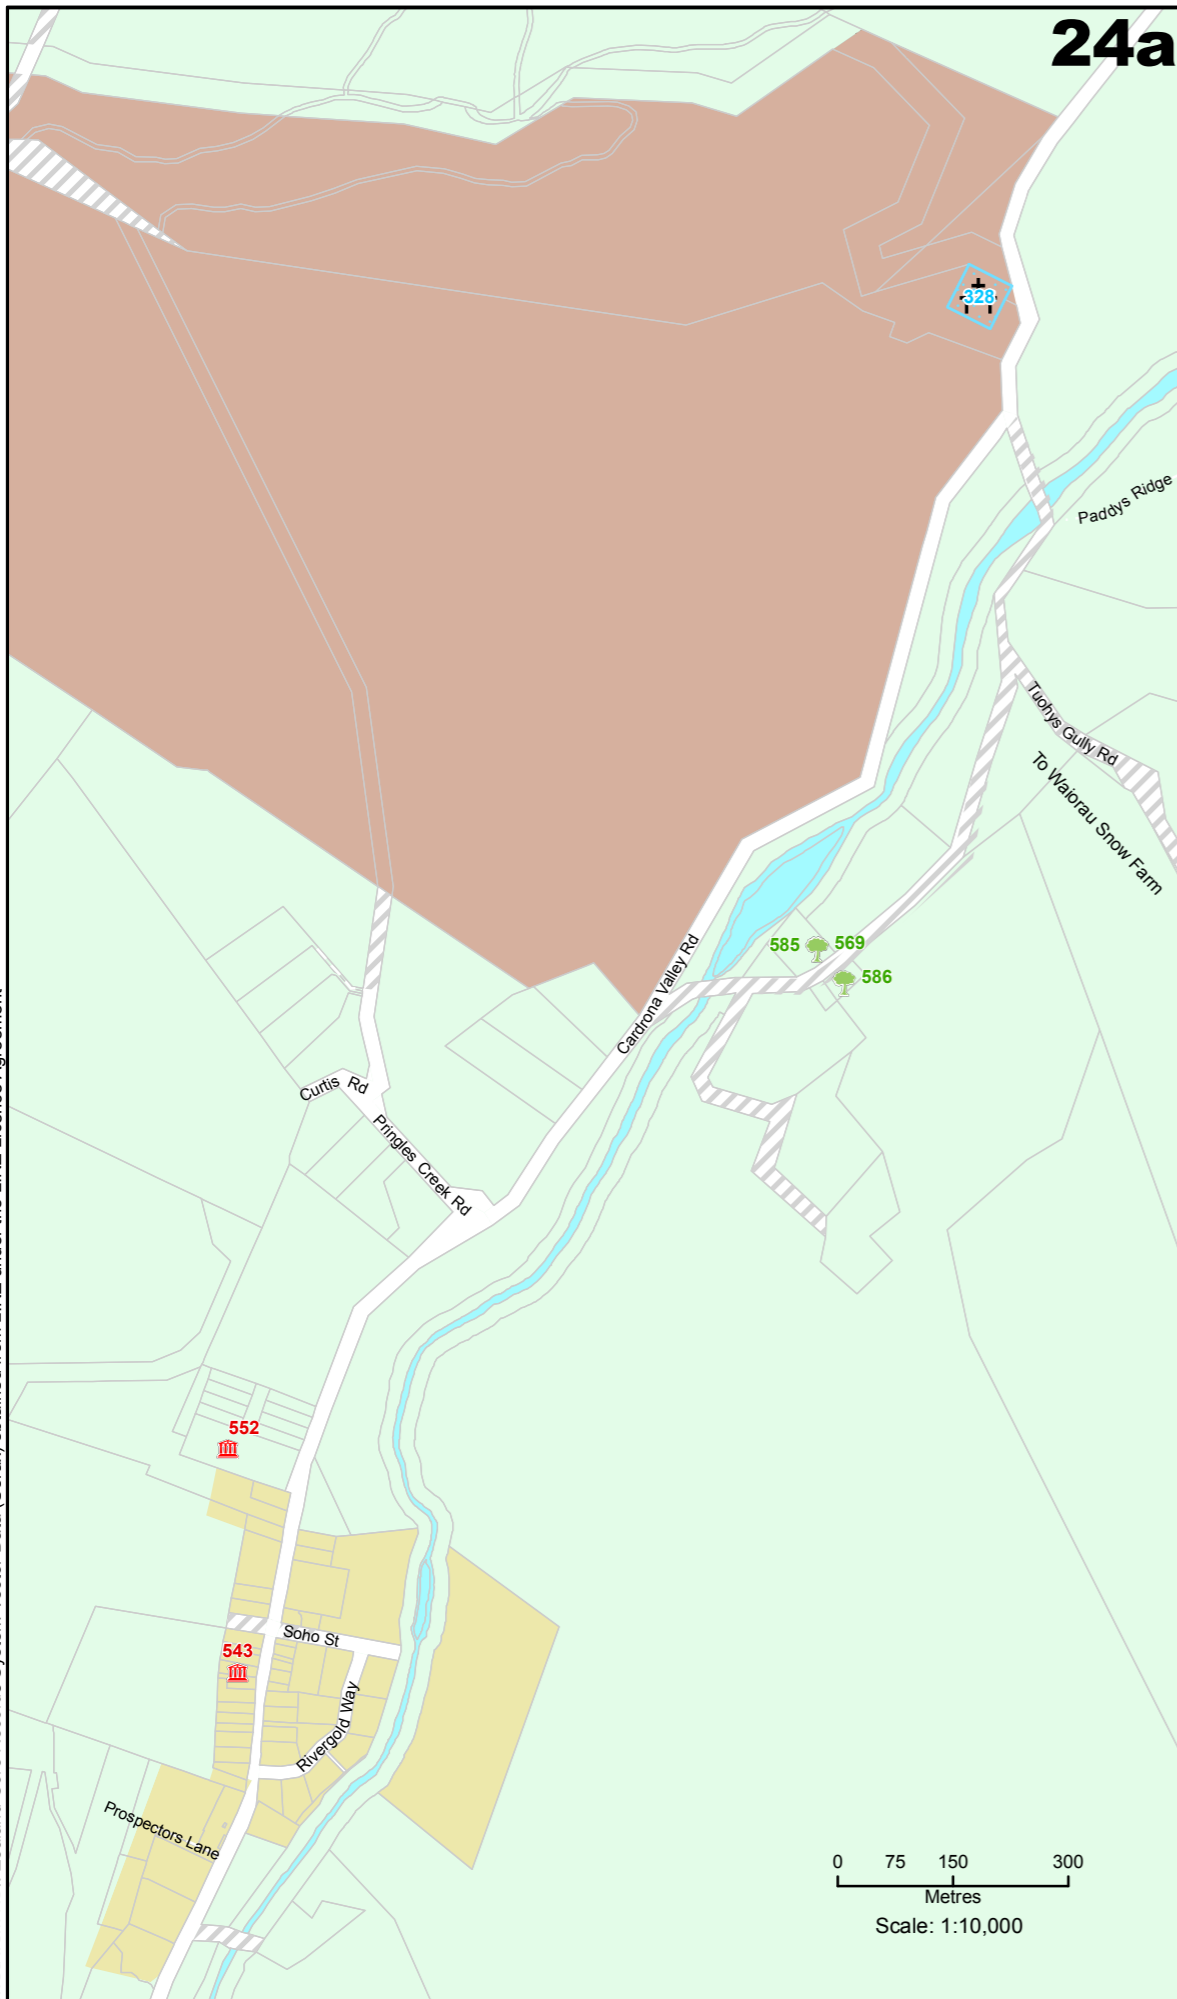 24a
328
Paddys Ridge
Tuohys Gully Rd
To Waiorau Snow Farm
585
569
586
Cardrona Valley Rd
Curtis Rd
Pringles Creek Rd
552
Soho St
543
Rivergold Way
Prospectors Lane
0 75 150 300
Metres
Scale: 1:10,000